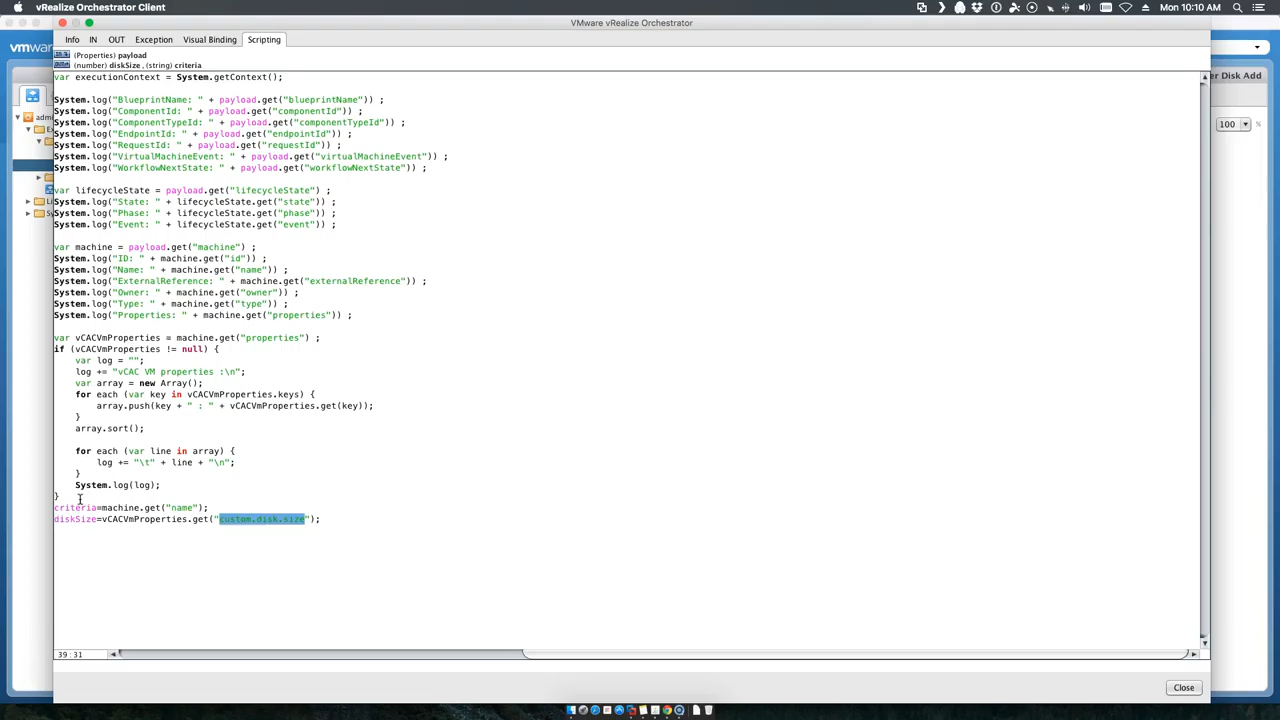 vRealize Orchestrator Client
Mon 10:10 AM
VMware vRealize Orchestrator
vmw
er Disk Add
Info IN OUT Exception Visual Binding Scripting
(Properties) payload
(number) diskSize , (string) criteria
100 %
var executionContext = System.getContext();
System.log("BlueprintName: " + payload.get("blueprintName")) ;
System.log("ComponentId: " + payload.get("componentId")) ;
System.log("ComponentTypeId: " + payload.get("componentTypeId")) ;
System.log("EndpointId: " + payload.get("endpointId")) ;
System.log("RequestId: " + payload.get("requestId")) ;
System.log("VirtualMachineEvent: " + payload.get("virtualMachineEvent")) ;
System.log("WorkflowNextState: " + payload.get("workflowNextState")) ;
var lifecycleState = payload.get("lifecycleState") ;
System.log("State: " + lifecycleState.get("state")) ;
System.log("Phase: " + lifecycleState.get("phase")) ;
System.log("Event: " + lifecycleState.get("event")) ;
var machine = payload.get("machine") ;
System.log("ID: " + machine.get("id")) ;
System.log("Name: " + machine.get("name")) ;
System.log("ExternalReference: " + machine.get("externalReference")) ;
System.log("Owner: " + machine.get("owner")) ;
System.log("Type: " + machine.get("type")) ;
System.log("Properties: " + machine.get("properties")) ;
var vCACVmProperties = machine.get("properties") ;
if (vCACVmProperties != null) {
var log = "";
log += "vCAC VM properties :\n";
var array = new Array();
for each (var key in vCACVmProperties.keys) {
array.push(key + " : " + vCACVmProperties.get(key));
}
array.sort();
for each (var line in array) {
log += "\t" + line + "\n";
}
System.log(log);
}
criteria=machine.get("name");
diskSize=vCACVmProperties.get("custom.disk.size");
39:31
Close